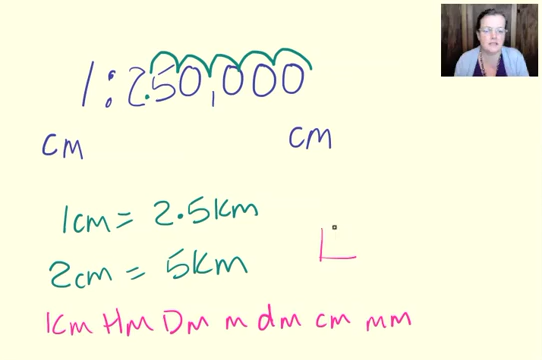 1:250,000
cm cm
1cm = 2.5km
2cm = 5km
Km Hm Dm m dm cm mm